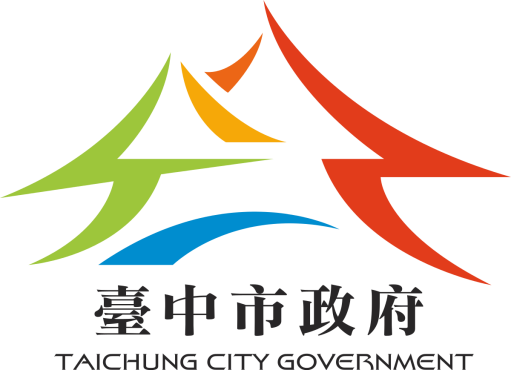 臺中市政府
TAICHUNG CITY GOVERNMENT